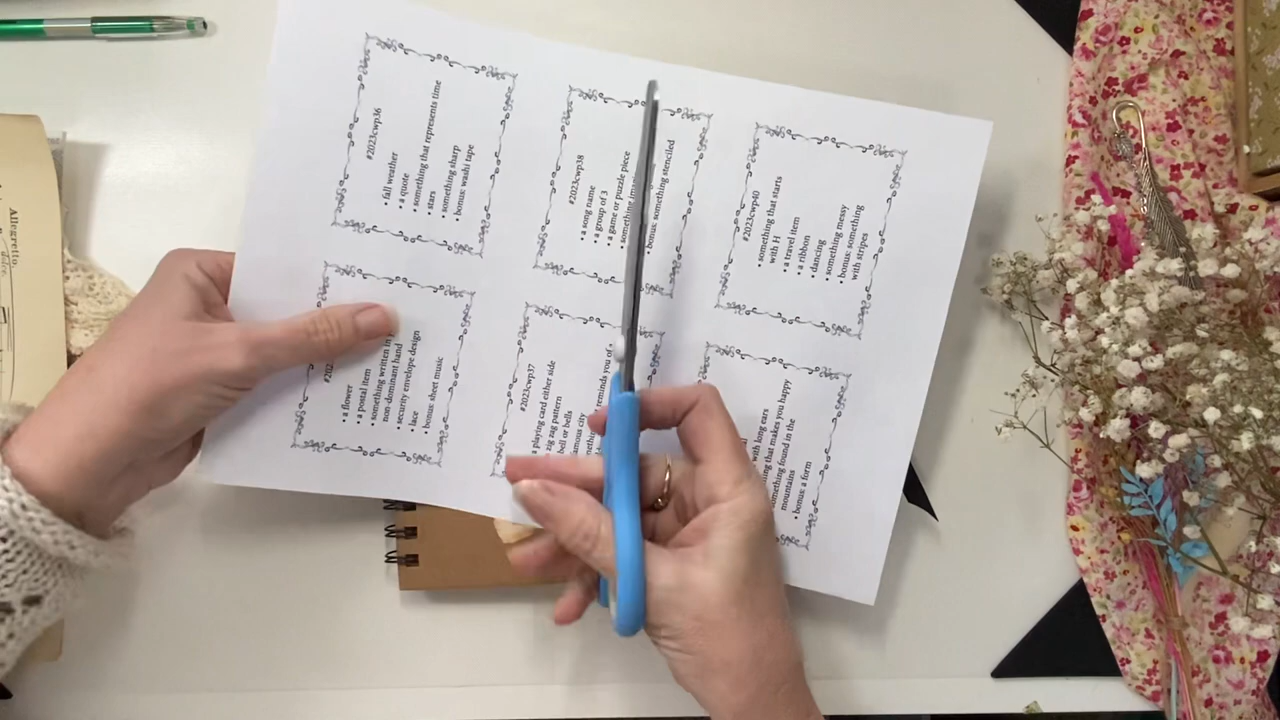 Allegretto.
dolce.
#2023cwp36
• fall weather
• a quote
• something that represents time
• stars
• something sharp
• bonus: washi tape
• a flower
• a postal item
• something written in
non-dominant hand
• security envelope design
• lace
• bonus: sheet music
#2023cwp38
• a song name
• a group of 3
• a game or puzzle piece
• something
• bonus: something stenciled
#2023cwp37
a playing card either side
zig zag pattern
bell or bells
famous city
reminds you of
#2023cwp40
• something that starts
with H
• a travel item
• a ribbon
• dancing
• something messy
• bonus: something
with stripes
with long ears
that makes you happy
something found in the
mountains
• bonus: a form